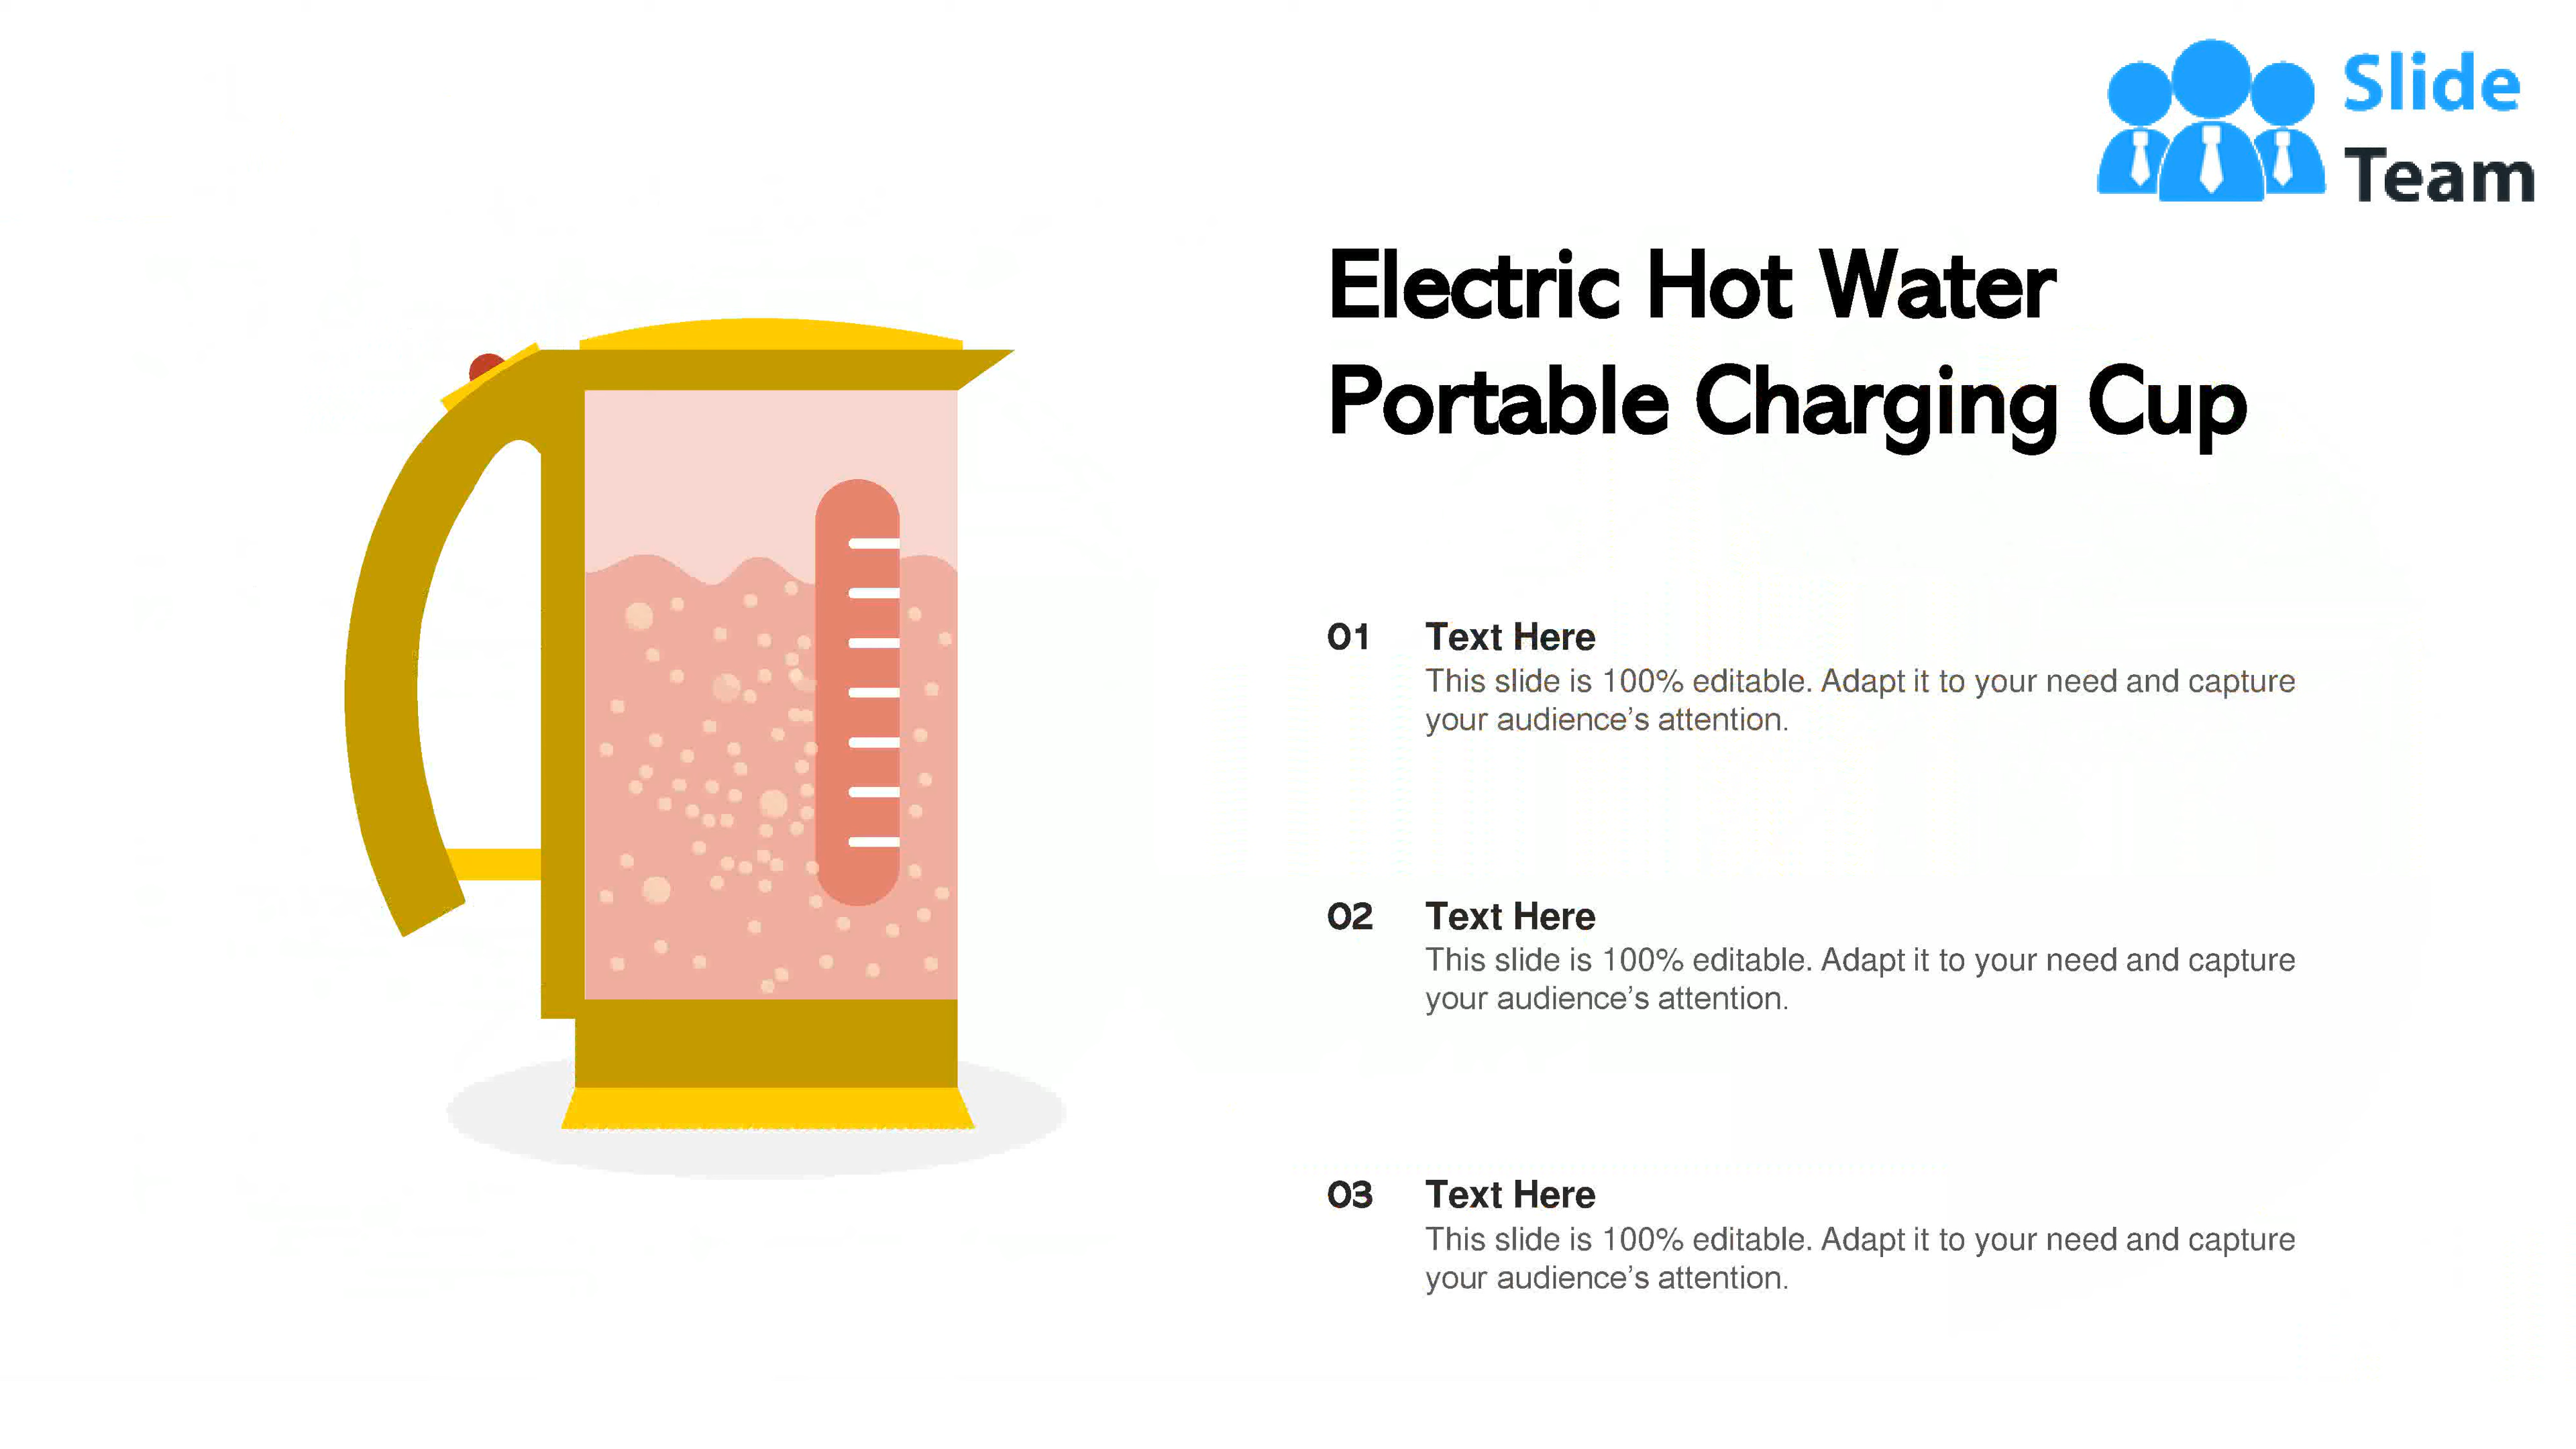 Slide
Team
Electric Hot Water
Portable Charging Cup
01 Text Here
This slide is 100% editable. Adapt it to your need and capture
your audience’s attention.
02 Text Here
This slide is 100% editable. Adapt it to your need and capture
your audience’s attention.
03 Text Here
This slide is 100% editable. Adapt it to your need and capture
your audience’s attention.